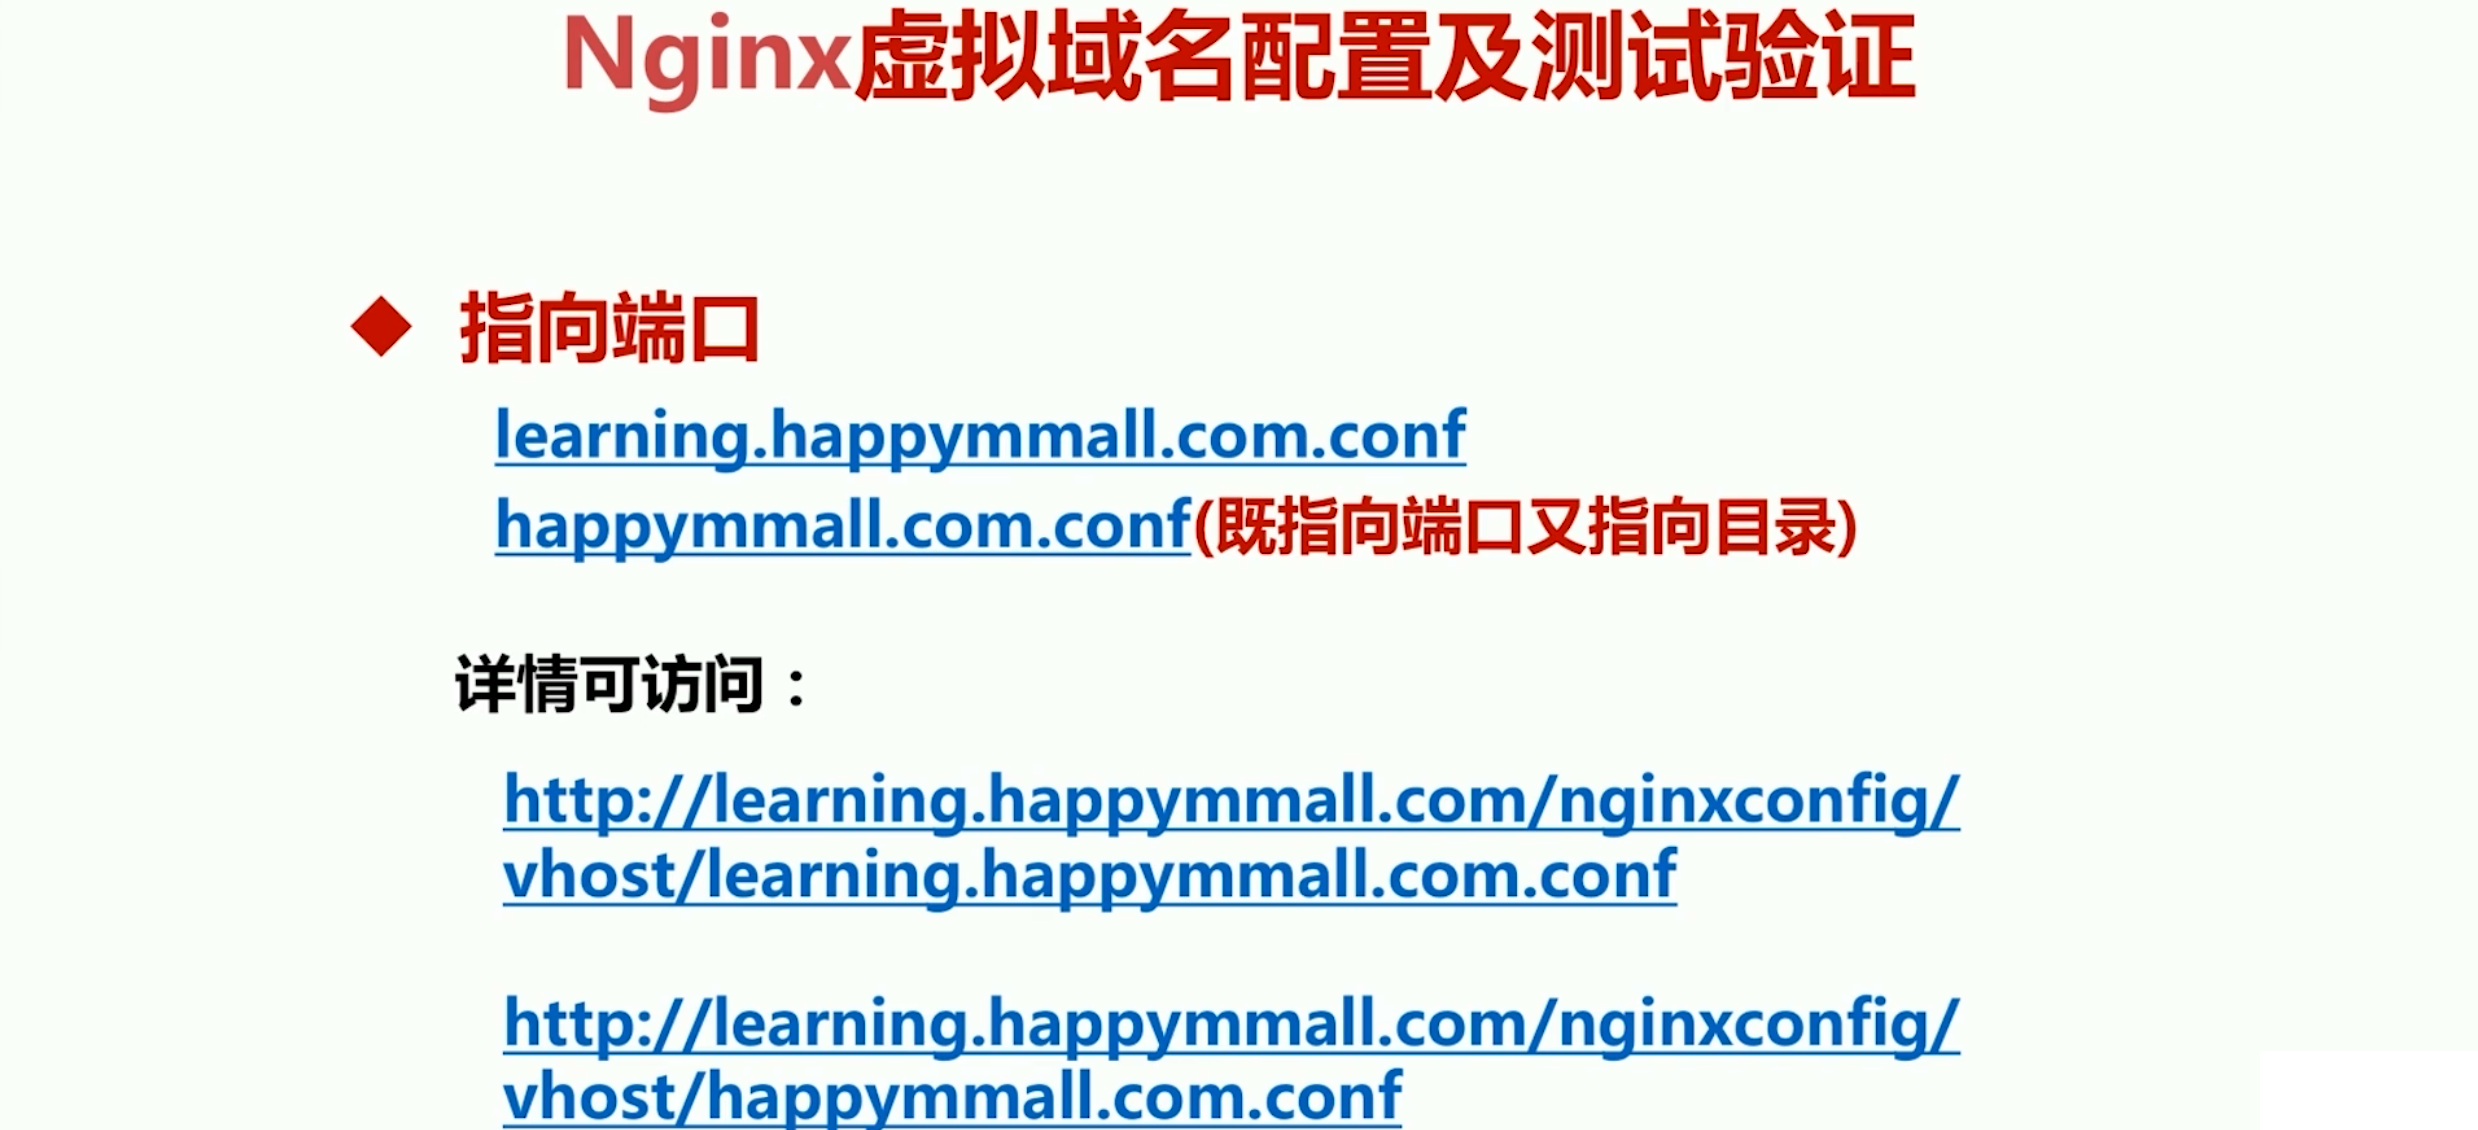 Nginx虚拟域名配置及测试验证
◆ 指向端口
learning.happymmall.com.conf
happymmall.com.conf(既指向端口又指向目录)
详情可访问：
http://learning.happymmall.com/nginxconfig/
vhost/learning.happymmall.com.conf
http://learning.happymmall.com/nginxconfig/
vhost/happymmall.com.conf